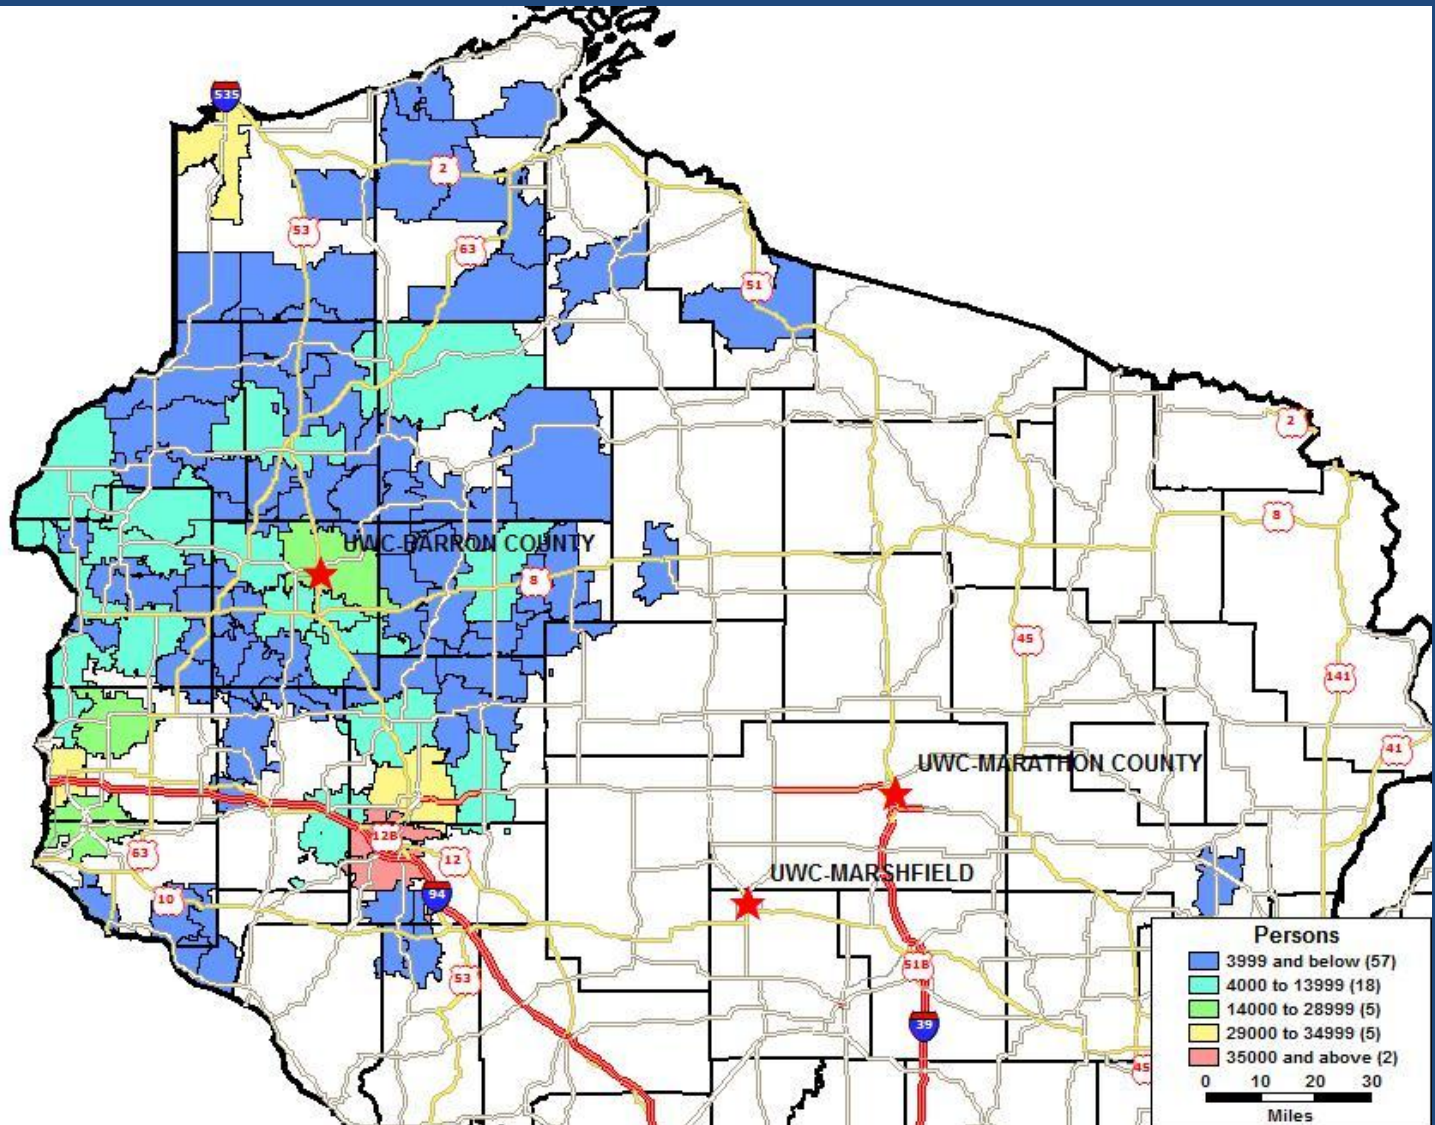 535
2
53
63
51
2
UWC-BARRON COUNTY
8
8
45
141
41
UWC-MARATHON COUNTY
12B
63
12
UWC-MARSHFIELD
94
10
53
51B
39
45
Persons
3999 and below (57)
4000 to 13999 (18)
14000 to 28999 (5)
29000 to 34999 (5)
35000 and above (2)
0 10 20 30
Miles